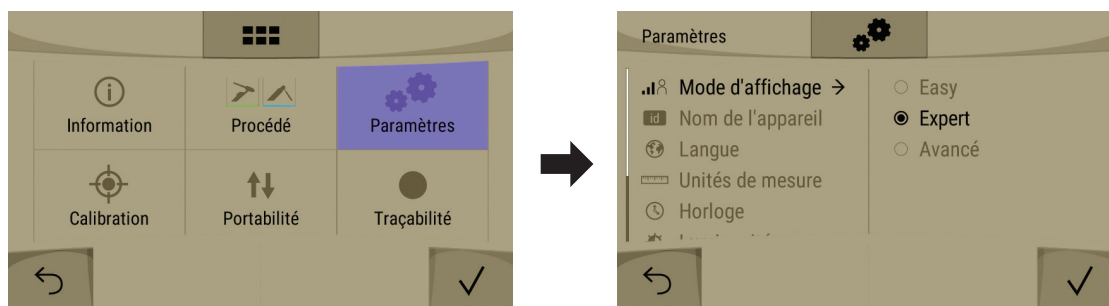 Information
Procédé
Paramètres
Calibration
Portabilité
Traçabilité
Paramètres
Mode d'affichage →
Easy
id Nom de l'appareil
Expert
Langue
Avancé
Unités de mesure
Horloge